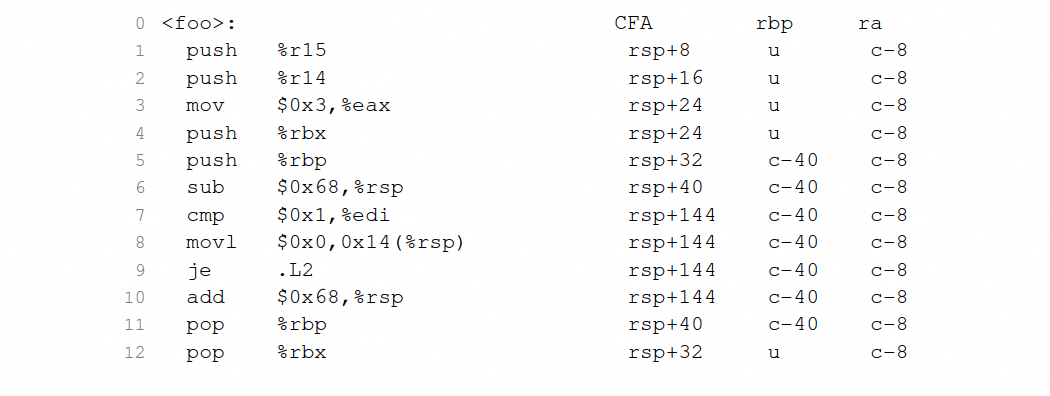 0 <foo>: CFA rbp ra
1 push %r15 rsp+8 u c-8
2 push %r14 rsp+16 u c-8
3 mov $0x3,%eax rsp+24 u c-8
4 push %rbx rsp+24 u c-8
5 push %rbp rsp+32 c-40 c-8
6 sub $0x68,%rsp rsp+40 c-40 c-8
7 cmp $0x1,%edi rsp+144 c-40 c-8
8 movl $0x0,0x14(%rsp) rsp+144 c-40 c-8
9 je .L2 rsp+144 c-40 c-8
10 add $0x68,%rsp rsp+144 c-40 c-8
11 pop %rbp rsp+40 c-40 c-8
12 pop %rbx rsp+32 u c-8